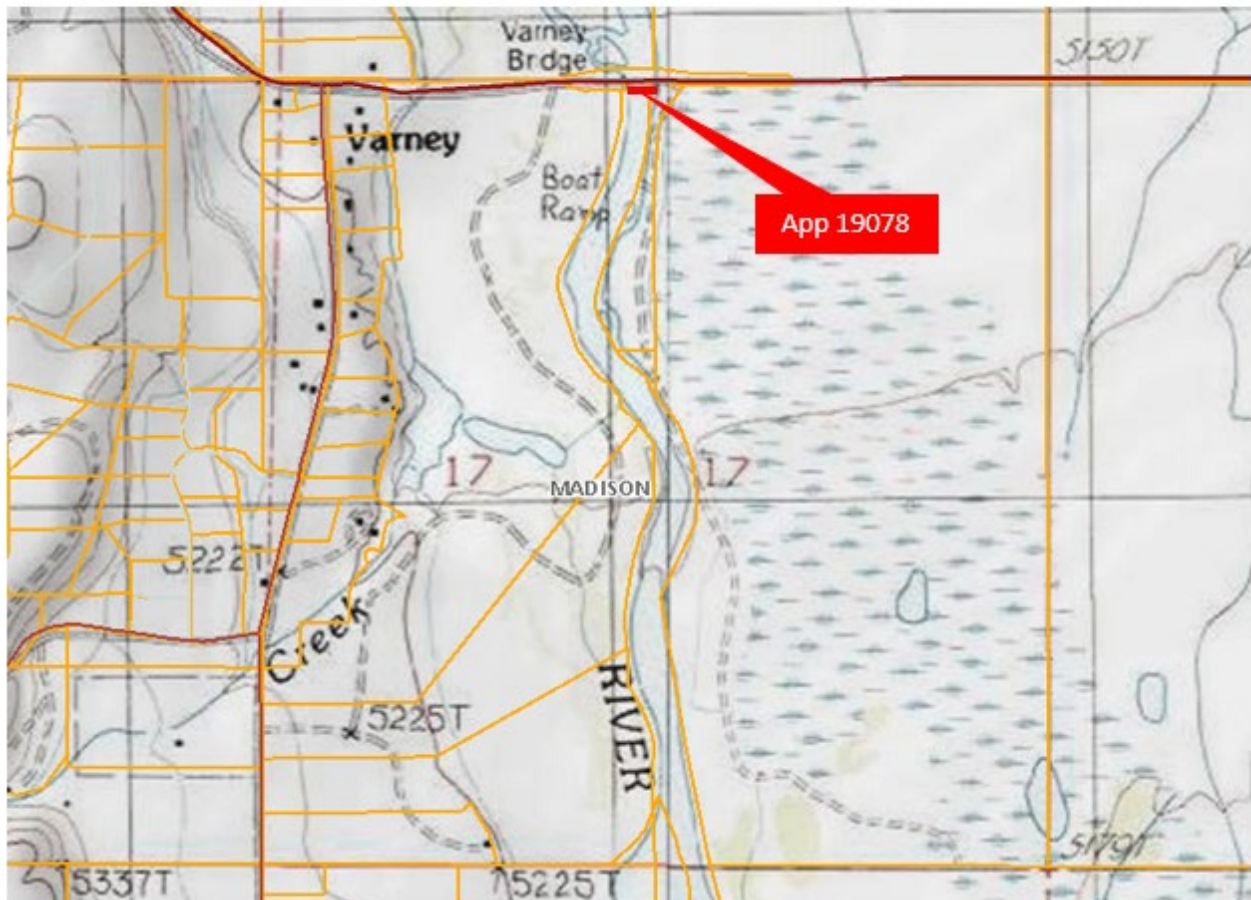 Varney
Bridge
5150T
Varney
Boat
Ramp
App 19078
17
17
MADISON
5222T
Creek
RIVER
5225T
5179T
5337T
5225T